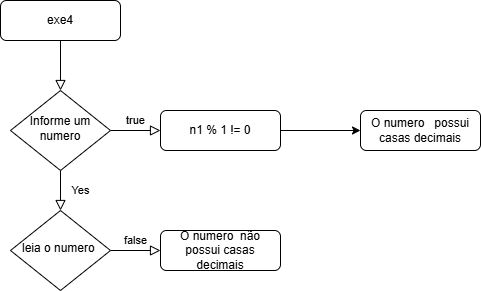 exe4
Informe um
numero
true
n1 % 1 != 0
O numero possui
casas decimais
Yes
leia o numero
false
O numero não
possui casas
decimais